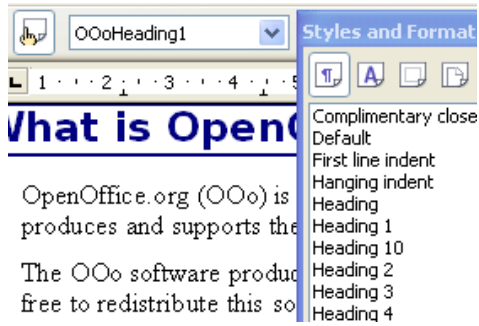 OOoHeading1
Styles and Format
1 2 3 4 5
What is Open
Complimentary close
Default
First line indent
Hanging indent
Heading
Heading 1
Heading 10
Heading 2
Heading 3
Heading 4
OpenOffice.org (OOo) is
produces and supports the
The OOo software produc
free to redistribute this so